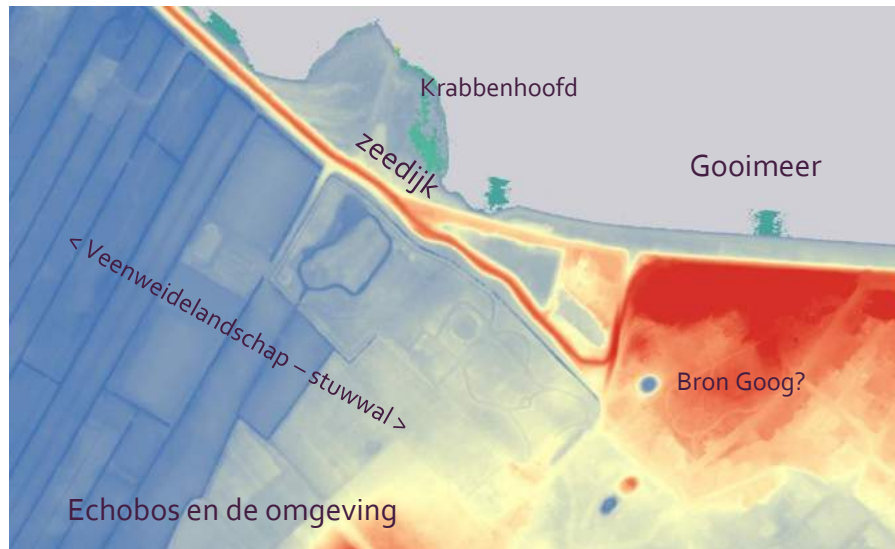 Krabbenhoofd
zeedijk
Gooimeer
< Veenweidelandschap – stuwwal >
Bron Goog?
Echobos en de omgeving